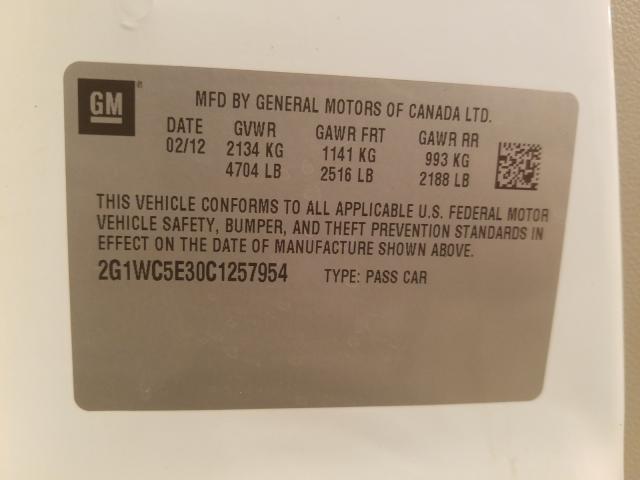 GM ®
MFD BY GENERAL MOTORS OF CANADA LTD.
DATE GVWR GAWR FRT GAWR RR
02/12 2134 KG 1141 KG 993 KG
4704 LB 2516 LB 2188 LB
THIS VEHICLE CONFORMS TO ALL APPLICABLE U.S. FEDERAL MOTOR
VEHICLE SAFETY, BUMPER, AND THEFT PREVENTION STANDARDS IN
EFFECT ON THE DATE OF MANUFACTURE SHOWN ABOVE.
2G1WC5E30C1257954 TYPE: PASS CAR